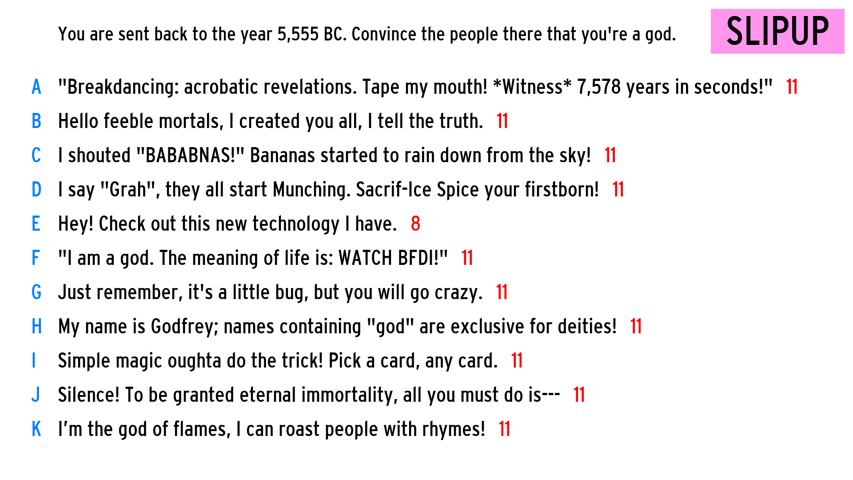 You are sent back to the year 5,555 BC. Convince the people there that you're a god.
SLIPUP
A "Breakdancing: acrobatic revelations. Tape my mouth! *Witness* 7,578 years in seconds!" 11
B Hello feeble mortals, I created you all, I tell the truth. 11
C I shouted "BABABNAS!" Bananas started to rain down from the sky! 11
D I say "Grah", they all start Munching. Sacrif-Ice Spice your firstborn! 11
E Hey! Check out this new technology I have. 8
F "I am a god. The meaning of life is: WATCH BFDI!" 11
G Just remember, it's a little bug, but you will go crazy. 11
H My name is Godfrey; names containing "god" are exclusive for deities! 11
I Simple magic oughta do the trick! Pick a card, any card. 11
J Silence! To be granted eternal immortality, all you must do is--- 11
K I’m the god of flames, I can roast people with rhymes! 11